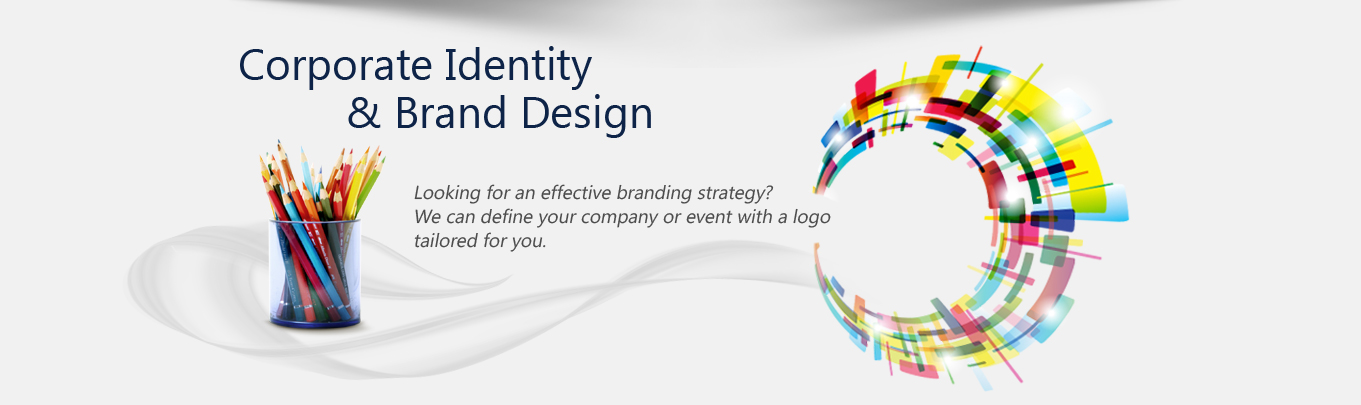 Corporate Identity
& Brand Design
Looking for an effective branding strategy?
We can define your company or event with a logo
tailored for you.